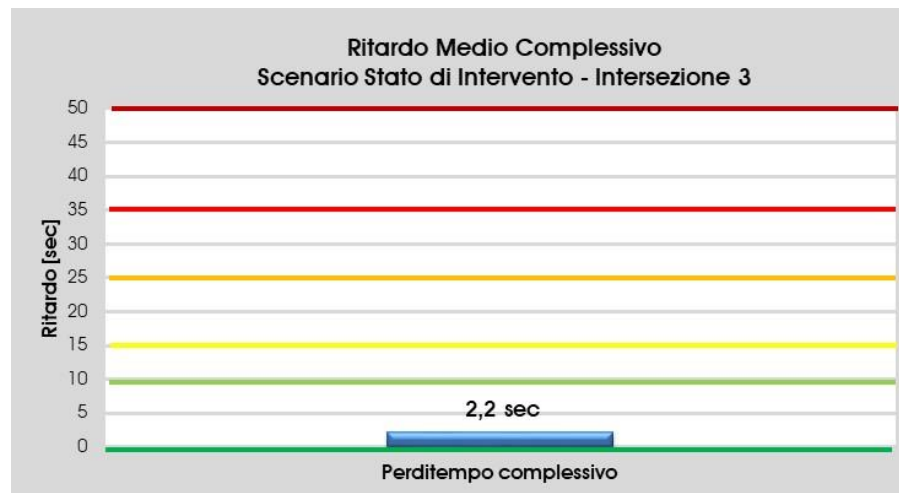 Ritardo Medio Complessivo
Scenario Stato di Intervento - Intersezione 3
50
45
40
35
30
25
20
15
10
5
0
Ritardo [sec]
2,2 sec
Perditempo complessivo